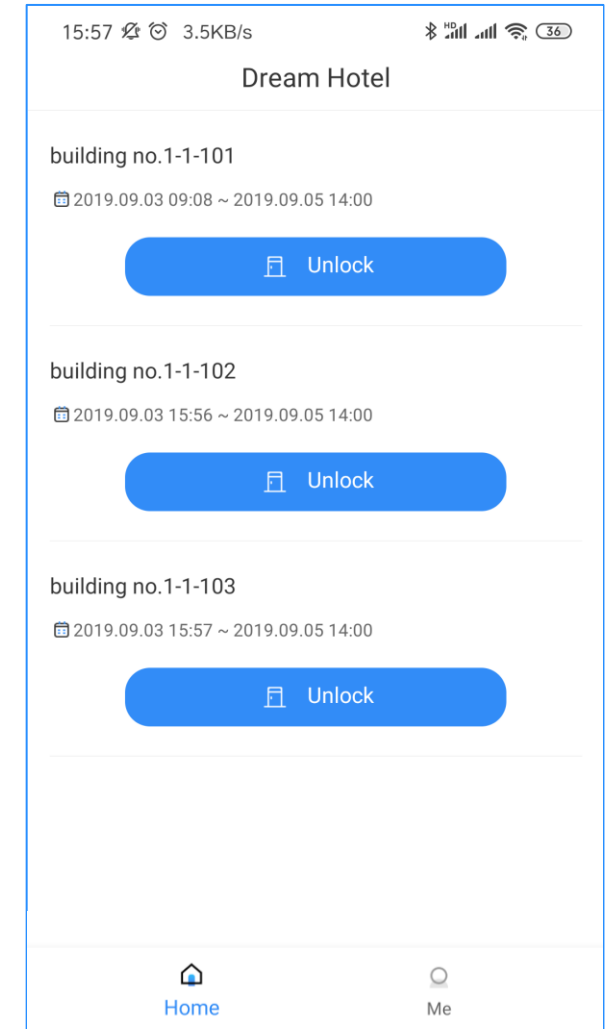 15:57 3.5KB/s HD 36
Dream Hotel
building no.1-1-101
2019.09.03 09:08 ~ 2019.09.05 14:00
Unlock
building no.1-1-102
2019.09.03 15:56 ~ 2019.09.05 14:00
Unlock
building no.1-1-103
2019.09.03 15:57 ~ 2019.09.05 14:00
Unlock
Home Me